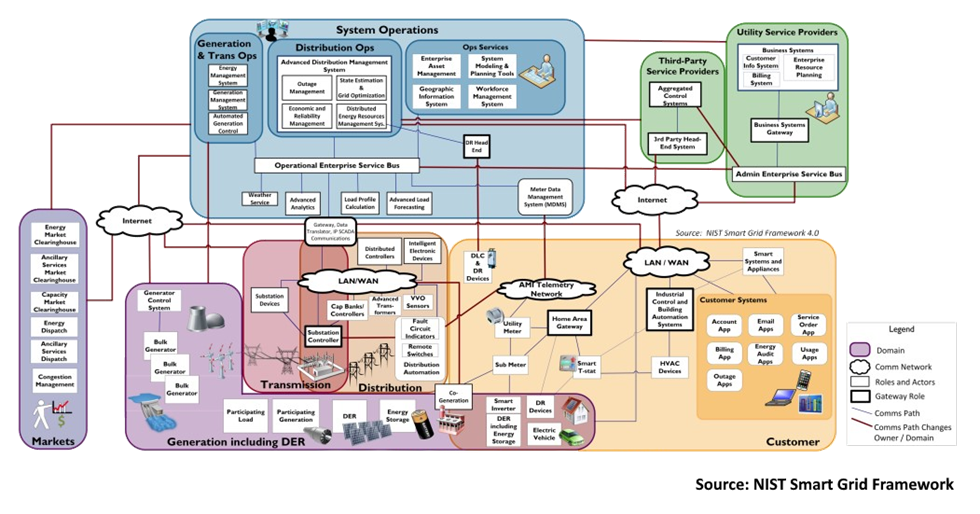 System Operations
Generation
& Trans Ops
Energy
Management
System
Generation
Management
System
Automated
Generation
Control
Distribution Ops
Advanced Distribution Management
System
Outage
Management
State Estimation
&
Grid Optimization
Economic and
Reliability
Management
Distributed
Energy Resources
Management Sys..
Ops Services
Enterprise
Asset
Management
System
Modeling &
Planning Tools
Geographic
Information
System
Workforce
Management
System
DR Head
End
Operational Enterprise Service Bus
Weather
Service
Advanced
Analytics
Load Profile
Calculation
Advanced Load
Forecasting
Meter Data
Management
System (MDMS)
Third-Party
Service Providers
Aggregated
Control
Systems
3rd Party Head-
End System
Utility Service Providers
Business Systems
Customer
Info System
Billing
System
Enterprise
Resource
Planning
Business Systems
Gateway
Admin Enterprise Service Bus
Internet
Internet
Source: NIST Smart Grid Framework 4.0
Markets
Energy
Market
Clearinghouse
Ancillary
Services
Market
Clearinghouse
Capacity
Market
Clearinghouse
Energy
Dispatch
Ancillary
Services
Dispatch
Congestion
Management
Gateway, Data
Translator, IP SCADA
Communications
Distributed
Controllers
Intelligent
Electronic
Devices
LAN/WAN
Substation
Devices
Cap Banks/
Controllers
Advanced
Trans-
formers
VVO
Sensors
Substation
Controller
Fault
Circuit
Indicators
Remote
Switches
Distribution
Automation
Transmission
Distribution
Generator
Control
System
Bulk
Generator
Bulk
Generator
Bulk
Generator
Participating
Load
Participating
Generation
DER
Energy
Storage
Generation including DER
Co-
Generation
Smart
Inverter
DER
including
Energy
Storage
DR
Devices
Electric
Vehicle
DLC
&
DR
Devices
AMI Telemetry
Network
LAN / WAN
Smart
Systems and
Appliances
Utility
Meter
Home Area
Gateway
Industrial
Control and
Building
Automation
Systems
Sub Meter
Smart
T-stat
HVAC
Devices
Customer Systems
Account
App
Email
Apps
Service
Order
App
Billing
App
Energy
Audit
Apps
Usage
Apps
Outage
Apps
Customer
Legend
Domain
Comm Network
Roles and Actors
Gateway Role
Comms Path
Comms Path Changes
Owner / Domain
Source: NIST Smart Grid Framework